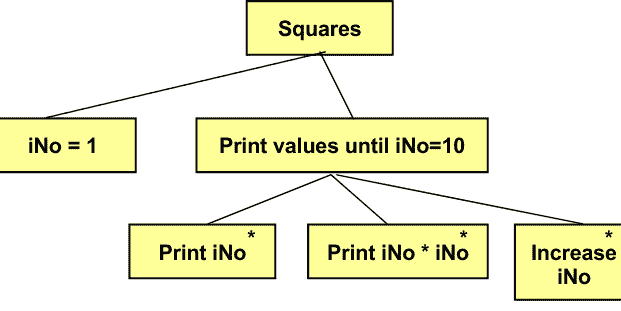 Squares
iNo = 1
Print values until iNo=10
Print iNo *
Print iNo * iNo *
Increase *
iNo